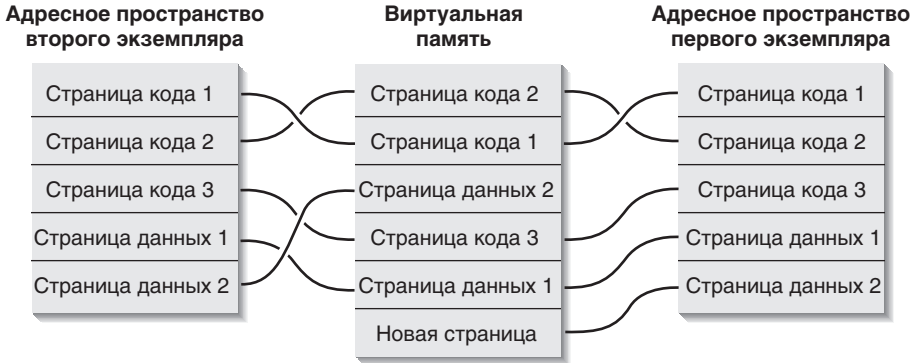 Адресное пространство
второго экземпляра
Страница кода 1
Страница кода 2
Страница кода 3
Страница данных 1
Страница данных 2
Виртуальная
память
Страница кода 2
Страница кода 1
Страница данных 2
Страница кода 3
Страница данных 1
Новая страница
Адресное пространство
первого экземпляра
Страница кода 1
Страница кода 2
Страница кода 3
Страница данных 1
Страница данных 2